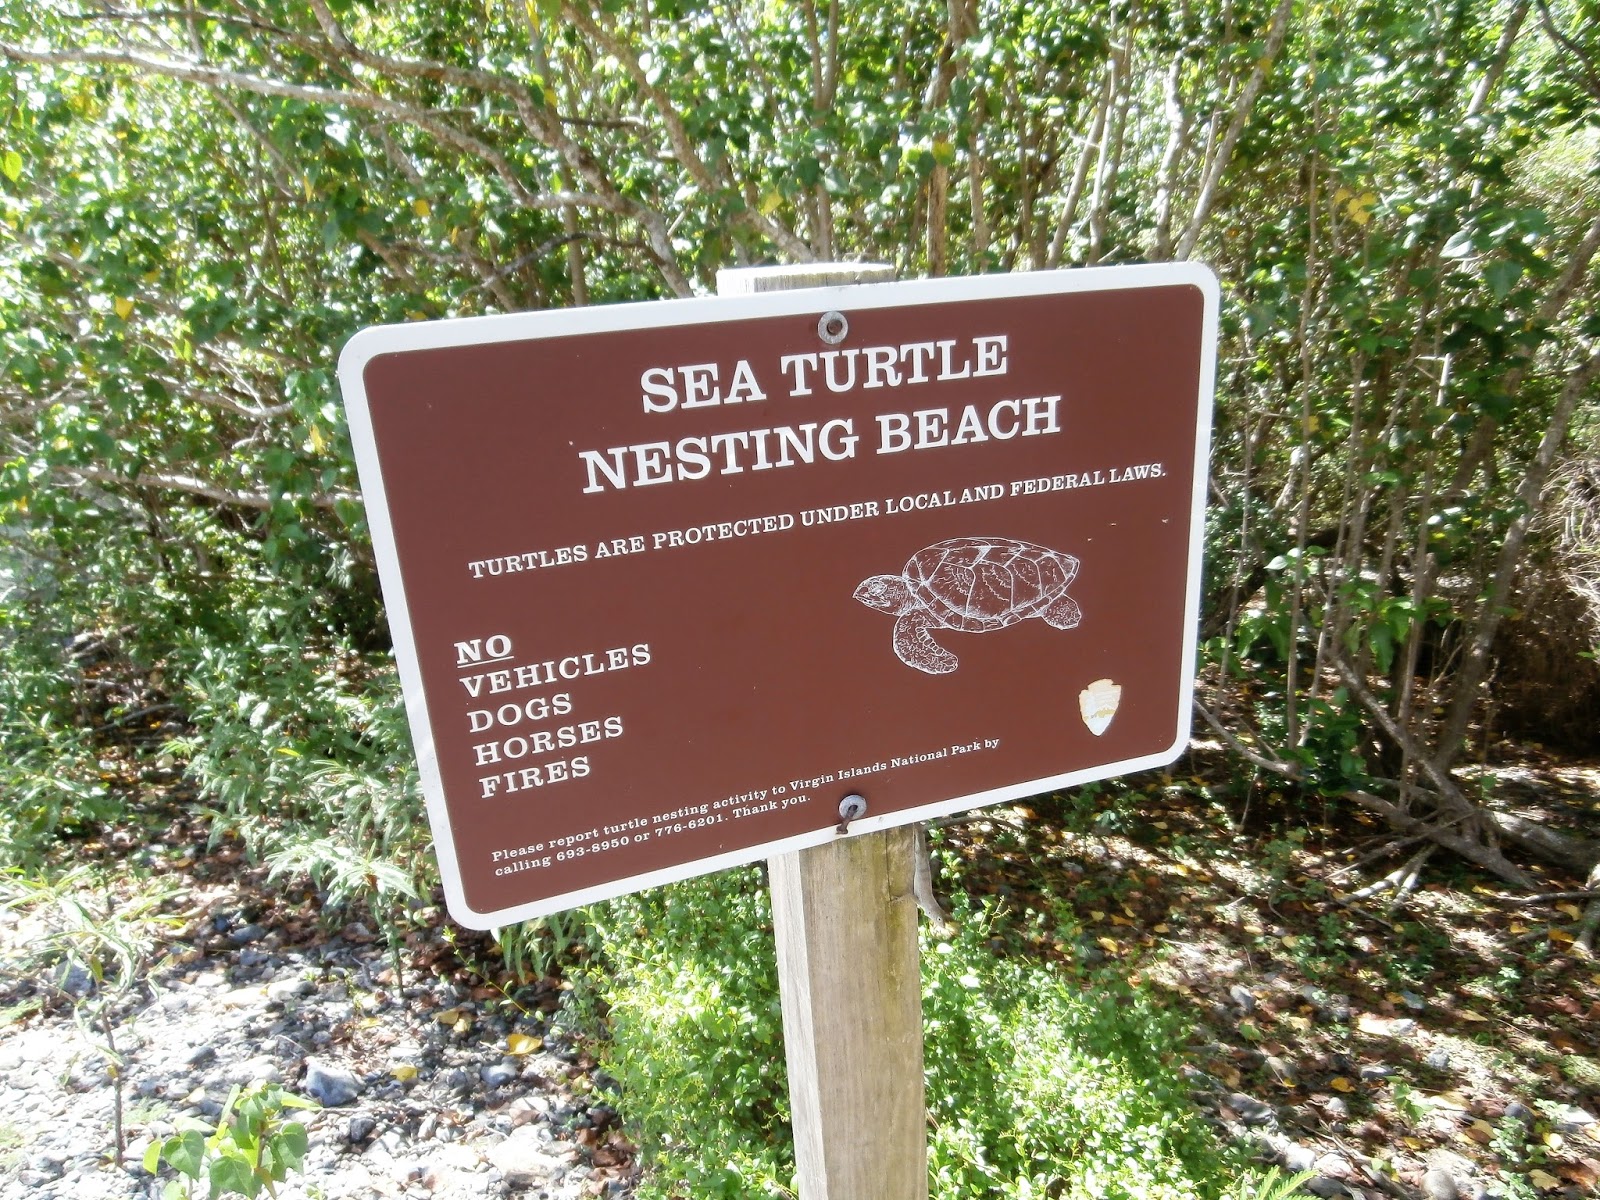 SEA TURTLE
NESTING BEACH
TURTLES ARE PROTECTED UNDER LOCAL AND FEDERAL LAWS.
NO
VEHICLES
DOGS
HORSES
FIRES
Please report turtle nesting activity to Virgin Islands National Park by
calling 693-8950 or 776-6201. Thank you.